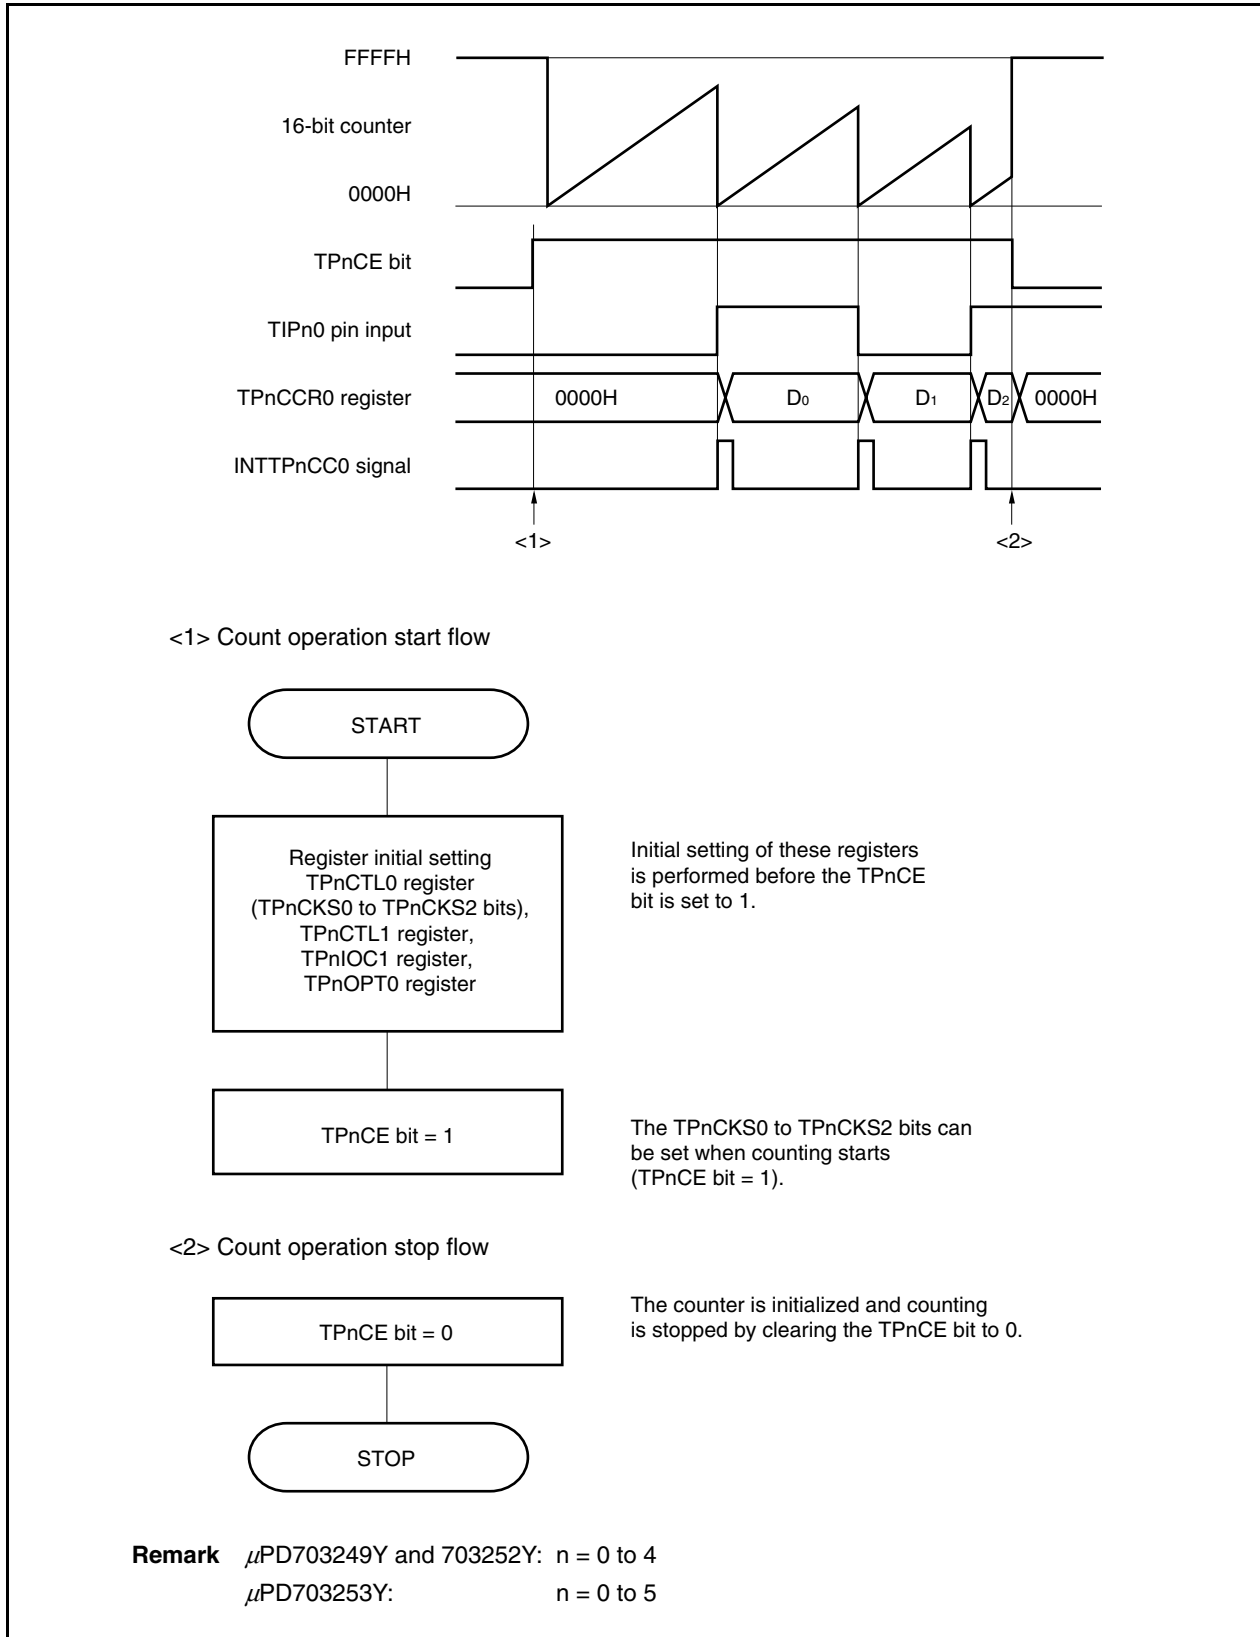 FFFFH
16-bit counter
0000H
TPnCE bit
TIPn0 pin input
TPnCCR0 register 0000H D0 D1 D2 0000H
INTTPnCC0 signal
<1> <2>
<1> Count operation start flow
START
Register initial setting
TPnCTL0 register
(TPnCKS0 to TPnCKS2 bits),
TPnCTL1 register,
TPnIOC1 register,
TPnOPT0 register
Initial setting of these registers
is performed before the TPnCE
bit is set to 1.
TPnCE bit = 1
The TPnCKS0 to TPnCKS2 bits can
be set when counting starts
(TPnCE bit = 1).
<2> Count operation stop flow
TPnCE bit = 0
The counter is initialized and counting
is stopped by clearing the TPnCE bit to 0.
STOP
Remark μPD703249Y and 703252Y: n = 0 to 4
μPD703253Y: n = 0 to 5